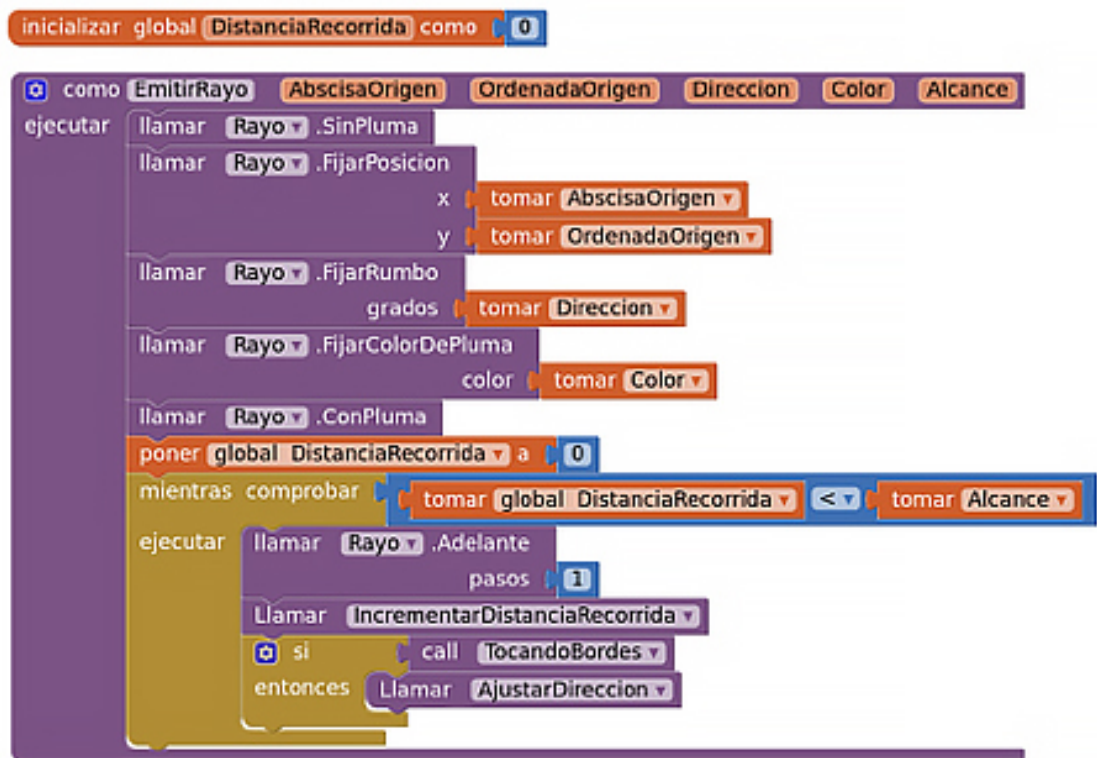 inicializar global DistanciaRecorrida como 0
como EmitirRayo AbscisaOrigen OrdenadaOrigen Direccion Color Alcance
ejecutar llamar Rayo .SinPluma
llamar Rayo .FijarPosicion
x tomar AbscisaOrigen
y tomar OrdenadaOrigen
llamar Rayo .FijarRumbo
grados tomar Direccion
llamar Rayo .FijarColorDePluma
color tomar Color
llamar Rayo .ConPluma
poner global DistanciaRecorrida a 0
mientras comprobar tomar global DistanciaRecorrida < tomar Alcance
ejecutar llamar Rayo .Adelante
pasos 1
Llamar IncrementarDistanciaRecorrida
si call TocandoBordes
entonces Llamar AjustarDireccion